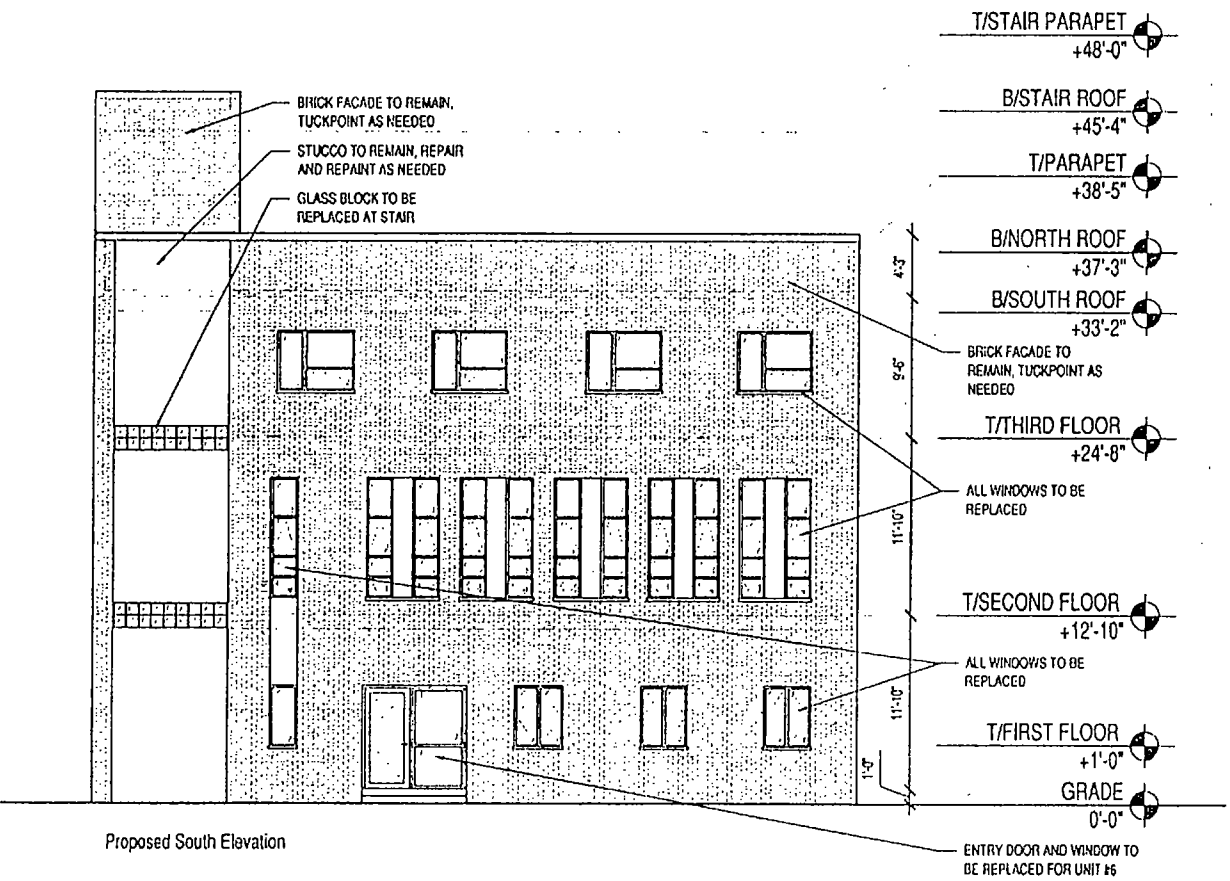 T/STAIR PARAPET
+48'-0"
BRICK FACADE TO REMAIN,
TUCKPOINT AS NEEDED
B/STAIR ROOF
+45'-4"
STUCCO TO REMAIN, REPAIR
AND REPAINT AS NEEDED
T/PARAPET
+38'-5"
GLASS BLOCK TO BE
REPLACED AT STAIR
B/NORTH ROOF
+37'-3"
4'-3"
B/SOUTH ROOF
+33'-2"
BRICK FACADE TO
REMAIN, TUCKPOINT AS
NEEDED
9'-6"
T/THIRD FLOOR
+24'-8"
ALL WINDOWS TO BE
REPLACED
11'-10"
T/SECOND FLOOR
+12'-10"
ALL WINDOWS TO BE
REPLACED
11'-10"
T/FIRST FLOOR
+1'-0"
1'-0"
GRADE
0'-0"
Proposed South Elevation
ENTRY DOOR AND WINDOW TO
BE REPLACED FOR UNIT #6